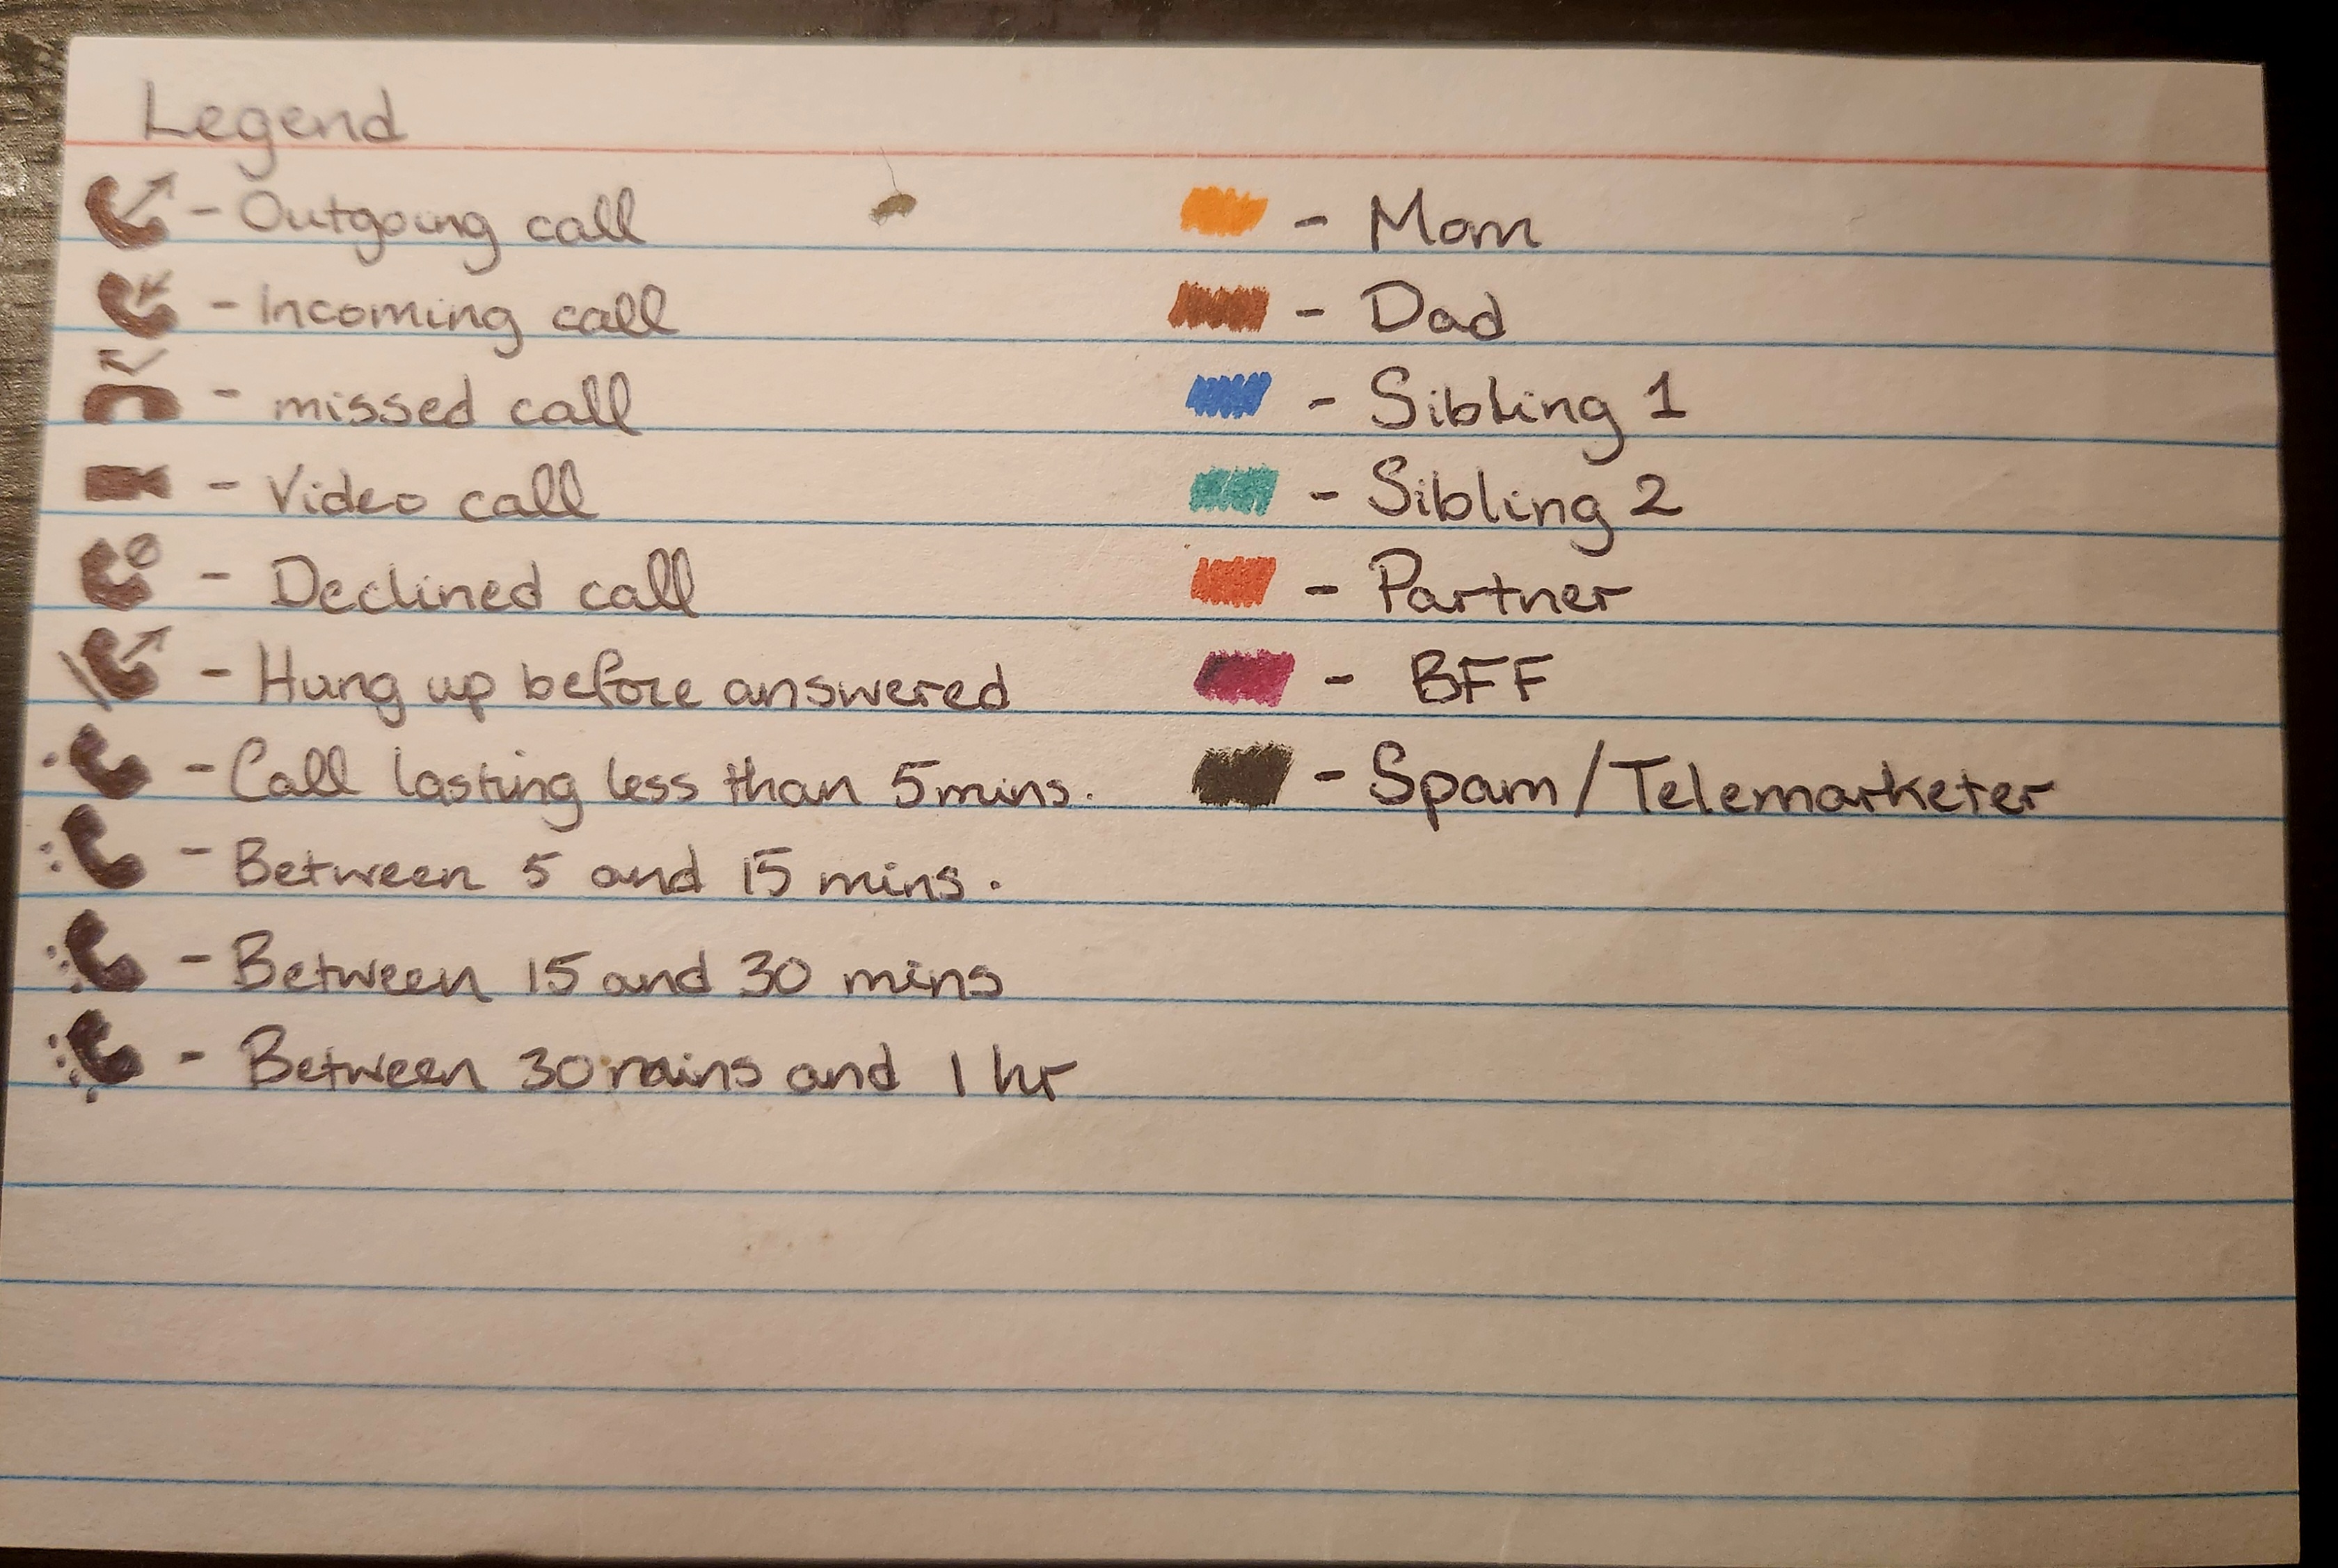 Legend
- Outgoing call
- Incoming call
- missed call
- Video call
- Declined call
- Hung up before answered
- Call lasting less than 5mins.
- Between 5 and 15 mins.
- Between 15 and 30 mins
- Between 30 mins and 1 hr
- Mom
- Dad
- Sibling 1
- Sibling 2
- Partner
- BFF
- Spam/Telemarketer